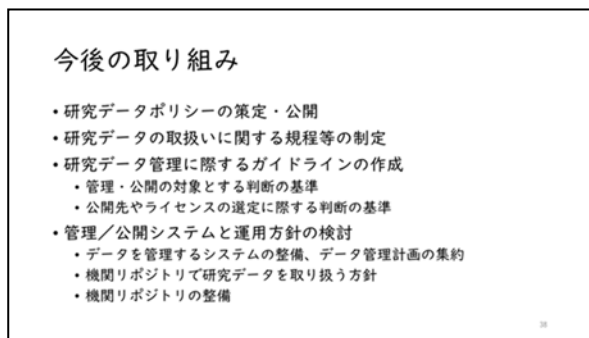 今後の取り組み
• 研究データポリシーの策定・公開
• 研究データの取扱いに関する規程等の制定
• 研究データ管理に際するガイドラインの作成
• 管理・公開の対象とする判断の基準
• 公開先やライセンスの選定に際する判断の基準
• 管理／公開システムと運用方針の検討
• データを管理するシステムの整備、データ管理計画の集約
• 機関リポジトリで研究データを取り扱う方針
• 機関リポジトリの整備
38